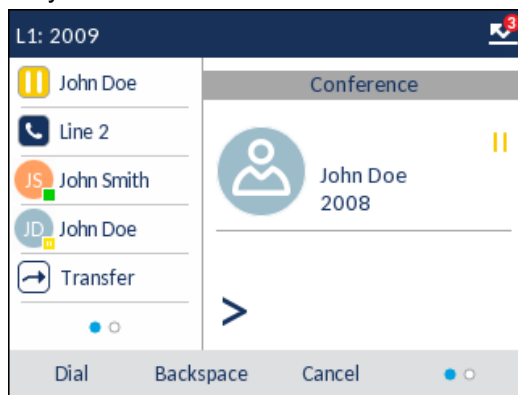 L1: 2009
3
John Doe
Line 2
JS John Smith
JD John Doe
Transfer
Conference
John Doe
2008
>
Dial Backspace Cancel